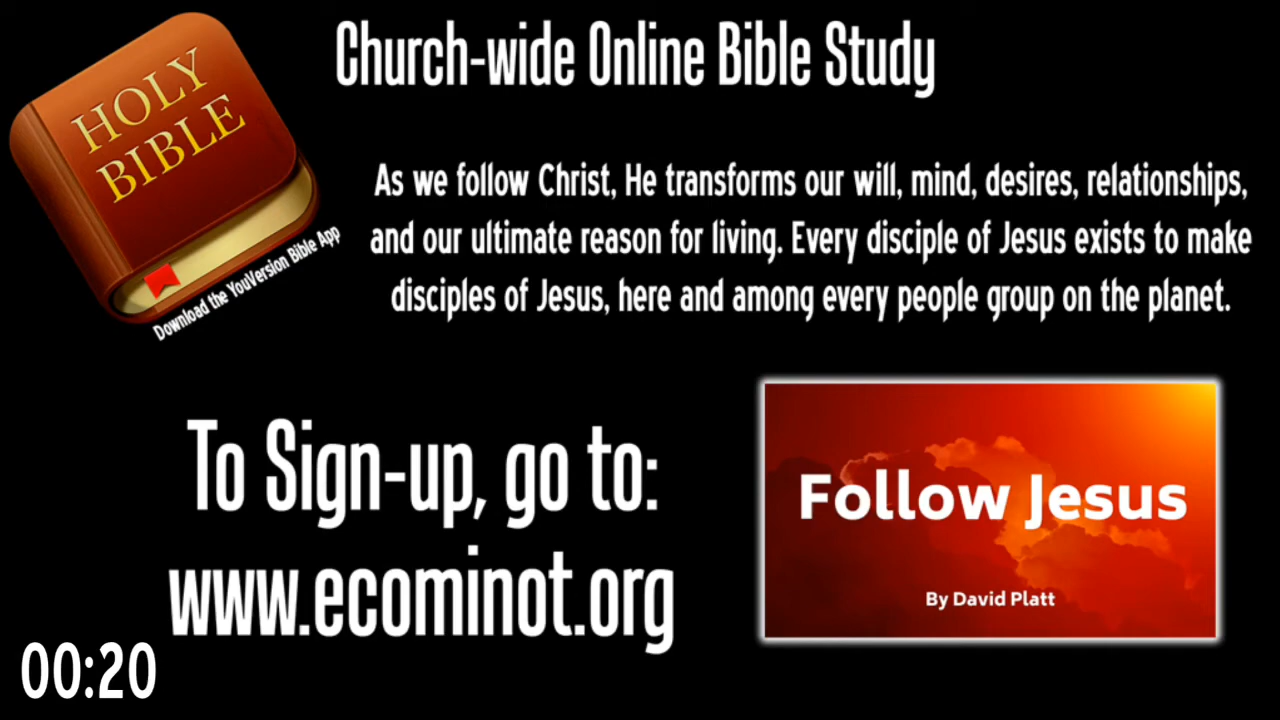 HOLY
BIBLE
Download the YouVersion Bible App
Church-wide Online Bible Study
As we follow Christ, He transforms our will, mind, desires, relationships,
and our ultimate reason for living. Every disciple of Jesus exists to make
disciples of Jesus, here and among every people group on the planet.
To Sign-up, go to:
www.ecominot.org
Follow Jesus
By David Platt
00:20